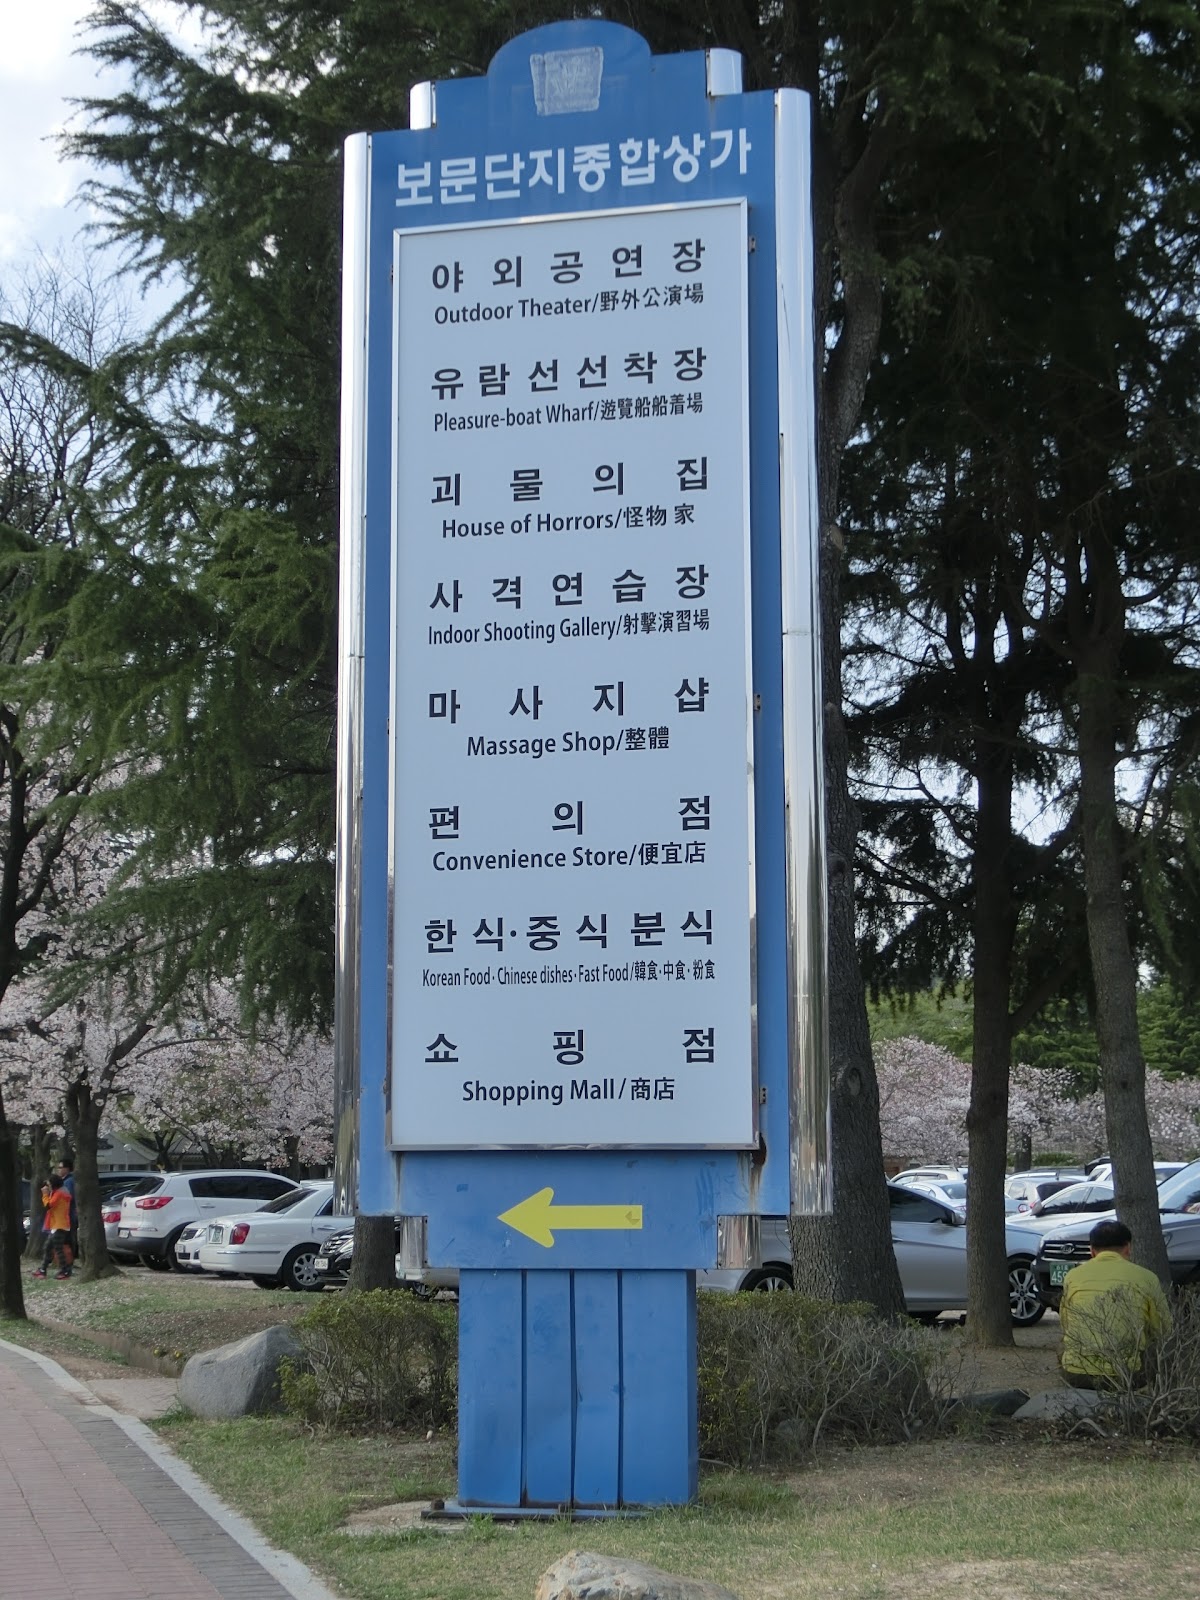 보문단지종합상가
야 외 공 연 장
Outdoor Theater/野外公演場
유 람 선 선 착 장
Pleasure-boat Wharf/遊覽船船着場
괴 물 의 집
House of Horrors/怪物 家
사 격 연 습 장
Indoor Shooting Gallery/射擊演習場
마 사 지 샵
Massage Shop/整體
편 의 점
Convenience Store/便宜店
한 식·중 식 분 식
Korean Food·Chinese dishes·Fast Food/韓食·中食·粉食
쇼 핑 점
Shopping Mall/商店